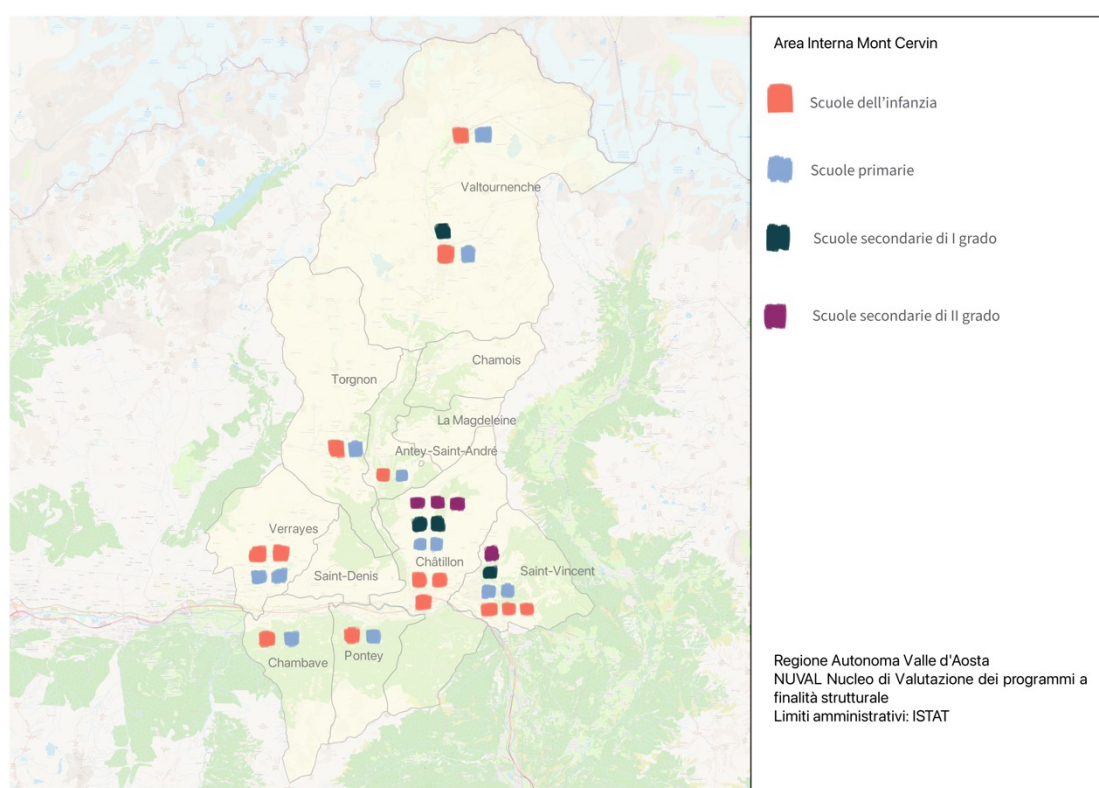 Area Interna Mont Cervin
Scuole dell'infanzia
Scuole primarie
Scuole secondarie di I grado
Scuole secondarie di II grado
Valtournenche
Chamois
Torgnon
La Magdeleine
Antey-Saint-André
Verrayes
Châtillon
Saint-Denis
Saint-Vincent
Chambave
Pontey
Regione Autonoma Valle d'Aosta
NUVAL Nucleo di Valutazione dei programmi a
finalità strutturale
Limiti amministrativi: ISTAT